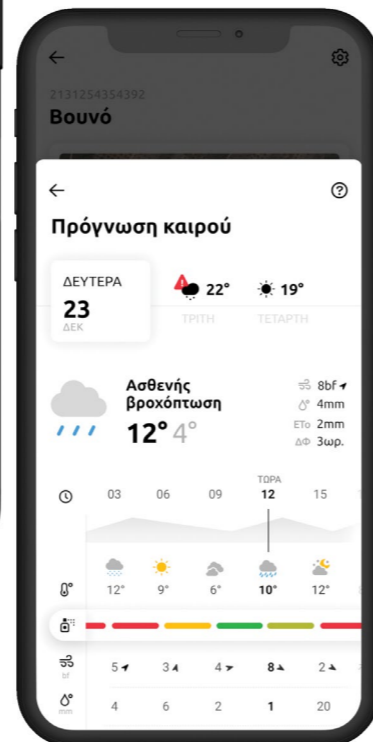 2131254354392
Βουνό
Πρόγνωση καιρού
ΔΕΥΤΕΡΑ
23
ΔΕΚ
22°
ΤΡΙΤΗ
19°
ΤΕΤΑΡΤΗ
Ασθενής
βροχόπτωση
12° 4°
8bf
4mm
ETo 2mm
ΔΦ 3ωρ.
ΤΩΡΑ
03 06 09 12 15
12° 9° 6° 10° 12°
bf 5 3 4 8 2
mm 4 6 2 1 20